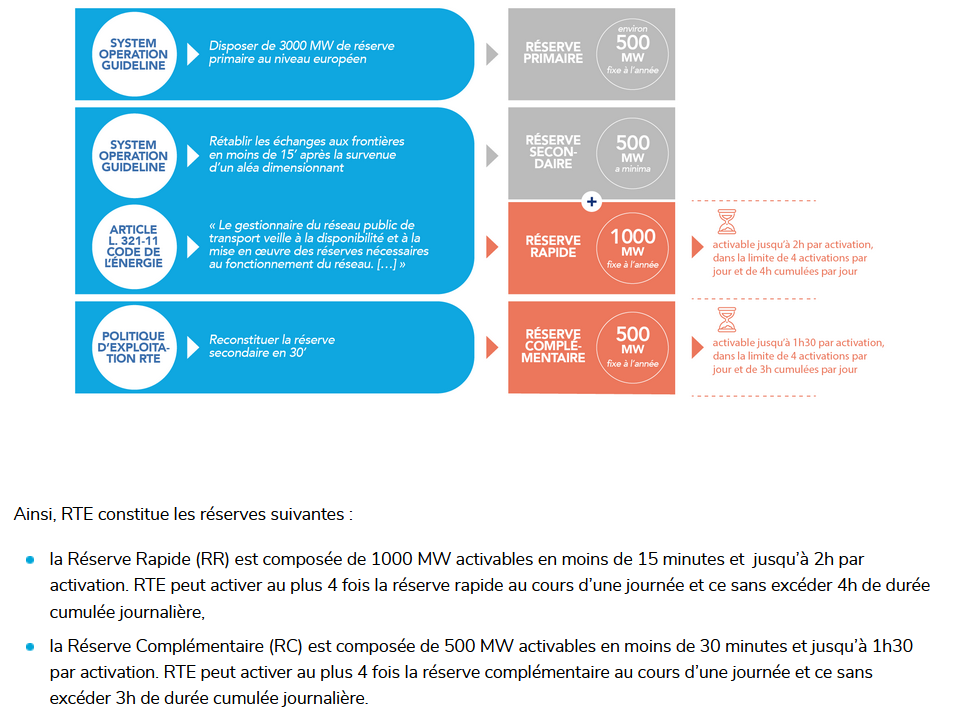 SYSTEM
OPERATION
GUIDELINE
Disposer de 3000 MW de réserve
primaire au niveau européen
RÉSERVE
PRIMAIRE
environ
500
MW
fixe à l'année
SYSTEM
OPERATION
GUIDELINE
Rétablir les échanges aux frontières
en moins de 15' après la survenue
d'un aléa dimensionnant
RÉSERVE
SECON-
DAIRE
500
MW
a minima
+
ARTICLE
L. 321-11
CODE DE
L'ÉNERGIE
« Le gestionnaire du réseau public de
transport veille à la disponibilité et à la
mise en œuvre des réserves nécessaires
au fonctionnement du réseau. [...] »
RÉSERVE
RAPIDE
1000
MW
fixe à l'année
activable jusqu'à 2h par activation,
dans la limite de 4 activations par
jour et de 4h cumulées par jour
POLITIQUE
D'EXPLOITA-
TION RTE
Reconstituer la réserve
secondaire en 30'
RÉSERVE
COMPLÉ-
MENTAIRE
500
MW
fixe à l'année
activable jusqu'à 1h30 par activation,
dans la limite de 4 activations par
jour et de 3h cumulées par jour
Ainsi, RTE constitue les réserves suivantes :
la Réserve Rapide (RR) est composée de 1000 MW activables en moins de 15 minutes et jusqu'à 2h par
activation. RTE peut activer au plus 4 fois la réserve rapide au cours d'une journée et ce sans excéder 4h de durée
cumulée journalière,
la Réserve Complémentaire (RC) est composée de 500 MW activables en moins de 30 minutes et jusqu'à 1h30
par activation. RTE peut activer au plus 4 fois la réserve complémentaire au cours d'une journée et ce sans
excéder 3h de durée cumulée journalière.